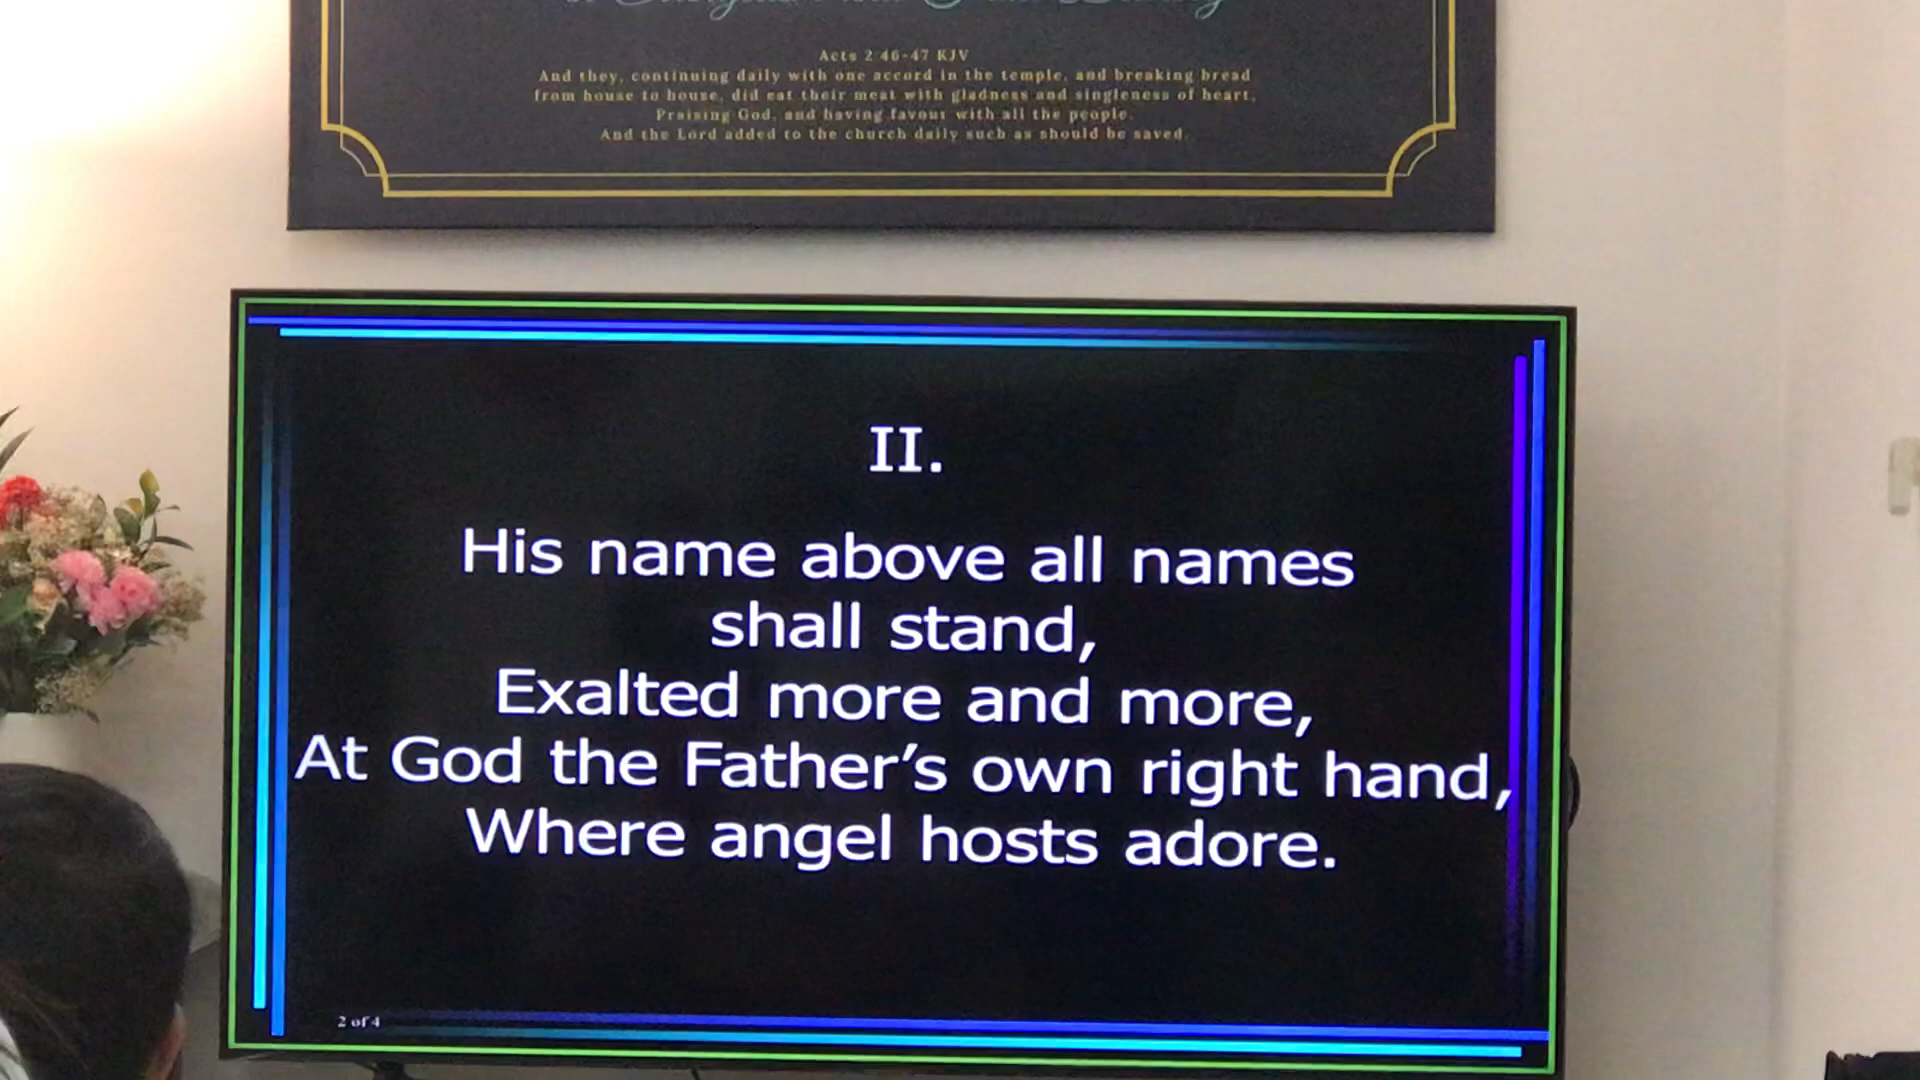 Acts 2:46-47 KJV
And they, continuing daily with one accord in the temple, and breaking bread
from house to house, did eat their meat with gladness and singleness of heart,
Praising God, and having favour with all the people.
And the Lord added to the church daily such as should be saved.
II.
His name above all names
shall stand,
Exalted more and more,
At God the Father’s own right hand,
Where angel hosts adore.
2 of 4